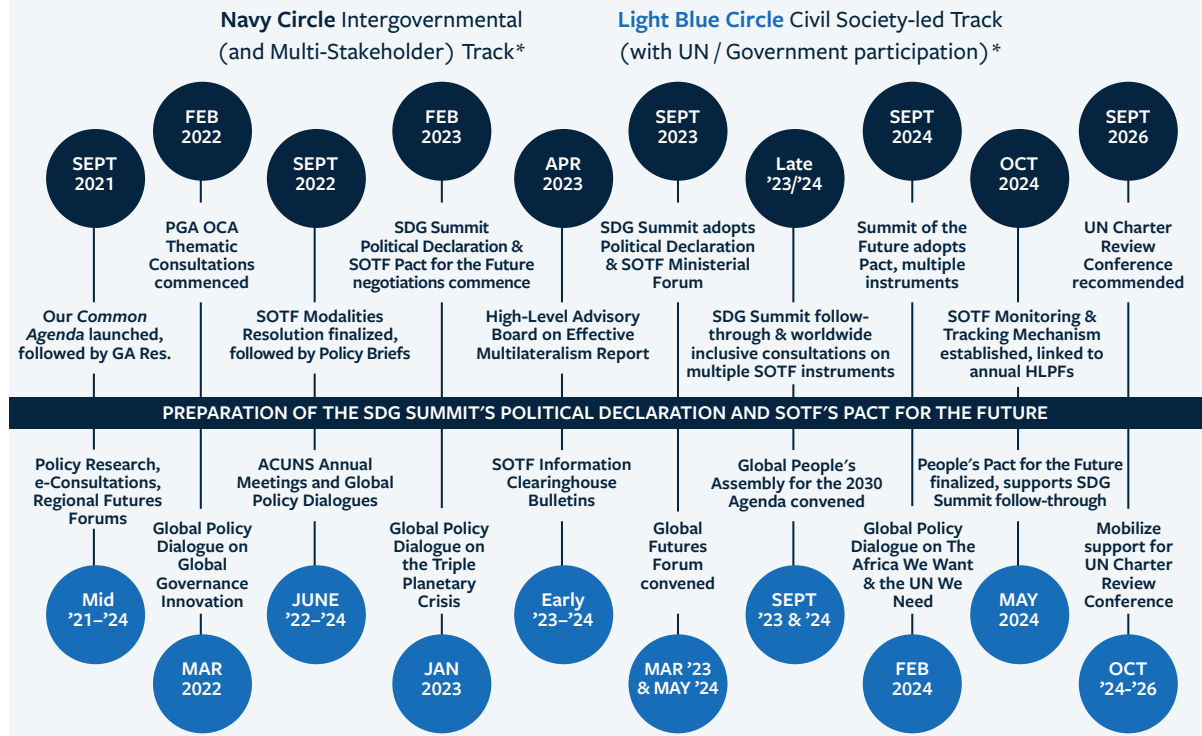 Navy Circle Intergovernmental
(and Multi-Stakeholder) Track*
Light Blue Circle Civil Society-led Track
(with UN / Government participation) *
SEPT
2021
Our Common
Agenda launched,
followed by GA Res.
FEB
2022
PGA OCA
Thematic
Consultations
commenced
SEPT
2022
SOTF Modalities
Resolution finalized,
followed by Policy Briefs
FEB
2023
SDG Summit
Political Declaration &
SOTF Pact for the Future
negotiations commence
APR
2023
High-Level Advisory
Board on Effective
Multilateralism Report
SEPT
2023
SDG Summit adopts
Political Declaration
& SOTF Ministerial
Forum
Late
’23/’24
SDG Summit follow-
through & worldwide
inclusive consultations on
multiple SOTF instruments
SEPT
2024
Summit of the
Future adopts
Pact, multiple
instruments
OCT
2024
SOTF Monitoring &
Tracking Mechanism
established, linked to
annual HLPFs
SEPT
2026
UN Charter
Review
Conference
recommended
PREPARATION OF THE SDG SUMMIT’S POLITICAL DECLARATION AND SOTF’S PACT FOR THE FUTURE
Policy Research,
e-Consultations,
Regional Futures
Forums
Mid
’21–’24
Global Policy
Dialogue on
Global
Governance
Innovation
MAR
2022
ACUNS Annual
Meetings and Global
Policy Dialogues
JUNE
’22–’24
Global Policy
Dialogue on
the Triple
Planetary
Crisis
JAN
2023
SOTF Information
Clearinghouse
Bulletins
Early
’23–’24
Global
Futures
Forum
convened
MAR ’23
& MAY ’24
Global People’s
Assembly for the 2030
Agenda convened
SEPT
’23 & ’24
Global Policy
Dialogue on The
Africa We Want
& the UN We
Need
FEB
2024
People’s Pact for the Future
finalized, supports SDG
Summit follow-through
MAY
2024
Mobilize
support for
UN Charter
Review
Conference
OCT
’24-’26